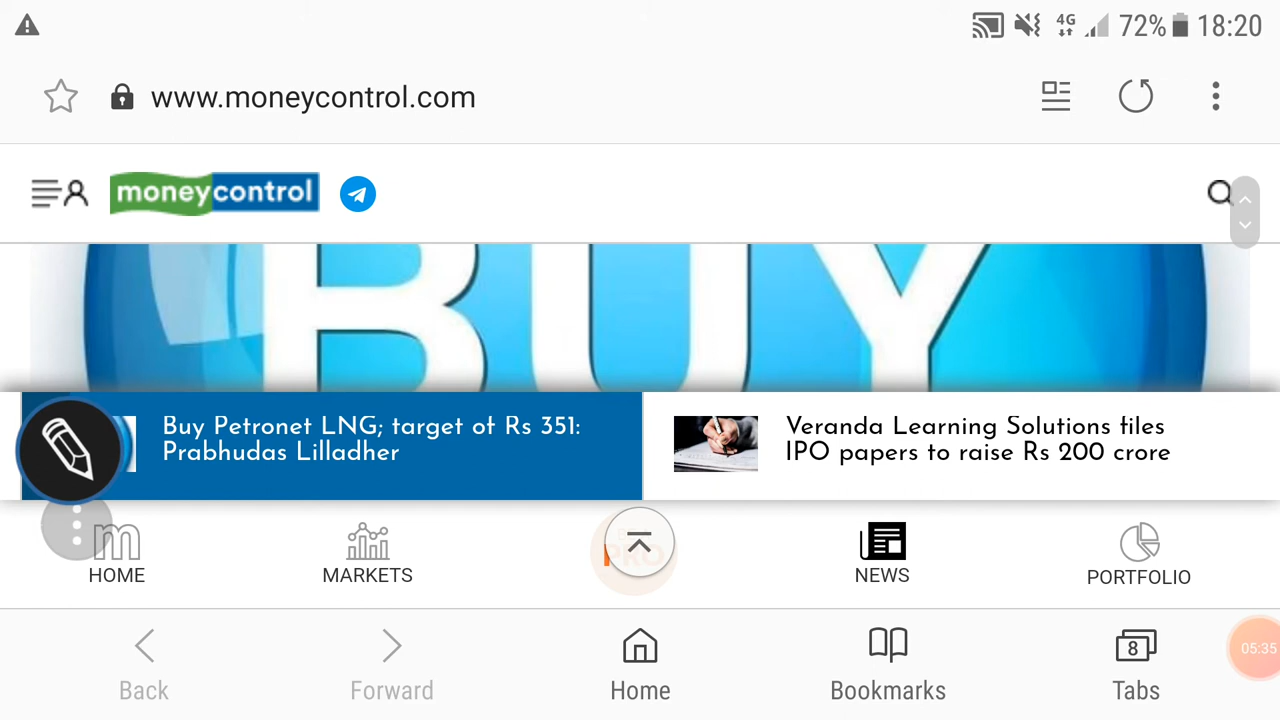 4G 72% 18:20
www.moneycontrol.com
moneycontrol
BUY
Buy Petronet LNG; target of Rs 351:
Prabhudas Lilladher
Veranda Learning Solutions files
IPO papers to raise Rs 200 crore
HOME
MARKETS
PRO
NEWS
PORTFOLIO
8
05:35
Back
Forward
Home
Bookmarks
Tabs